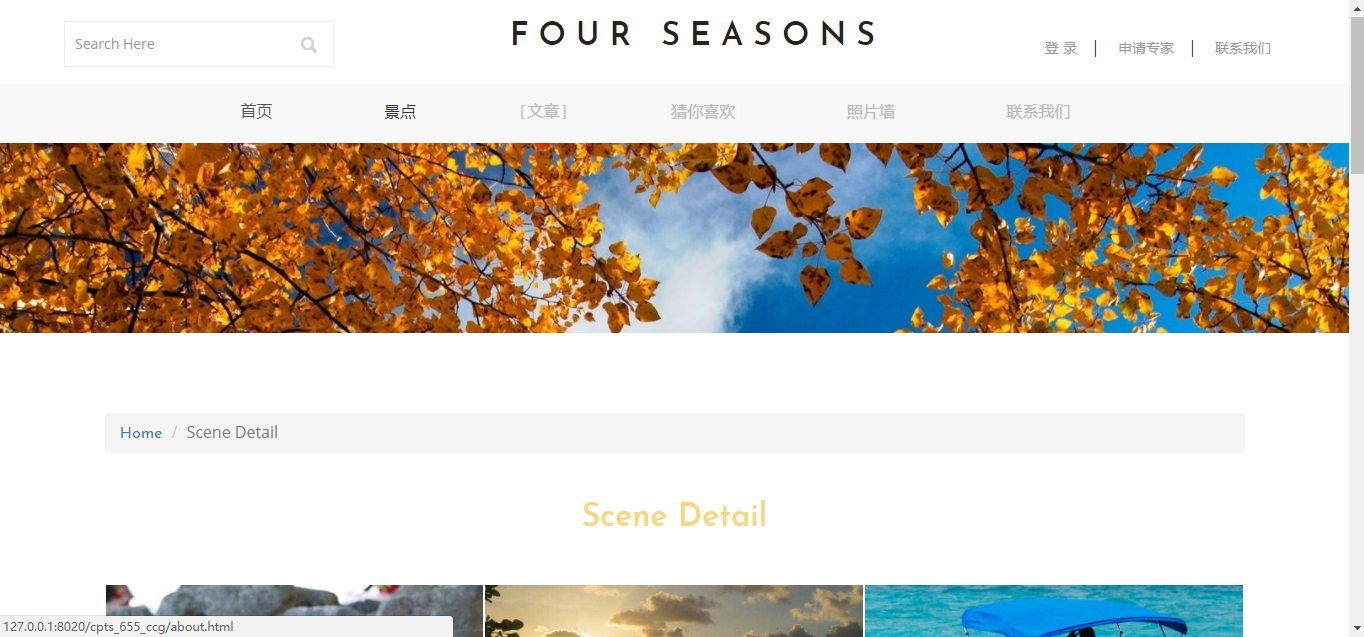 Search Here
FOUR SEASONS
登 录 | 申请专家 | 联系我们
首页 景点 [文章] 猜你喜欢 照片墙 联系我们
Home / Scene Detail
Scene Detail
127.0.0.1:8020/cpts_655_ccg/about.html